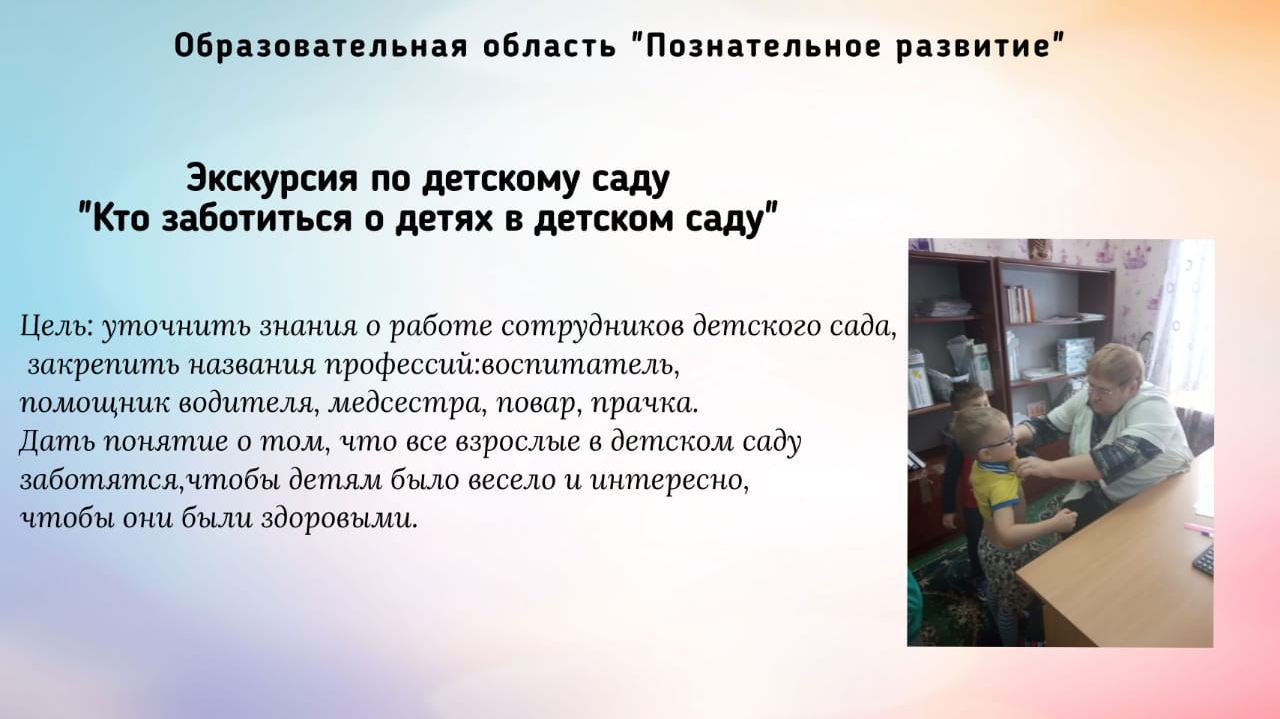 Образовательная область "Познательное развитие"
Экскурсия по детскому саду
"Кто заботиться о детях в детском саду"
Цель: уточнить знания о работе сотрудников детского сада,
закрепить названия профессий:воспитатель,
помощник водителя, медсестра, повар, прачка.
Дать понятие о том, что все взрослые в детском саду
заботятся,чтобы детям было весело и интересно,
чтобы они были здоровыми.